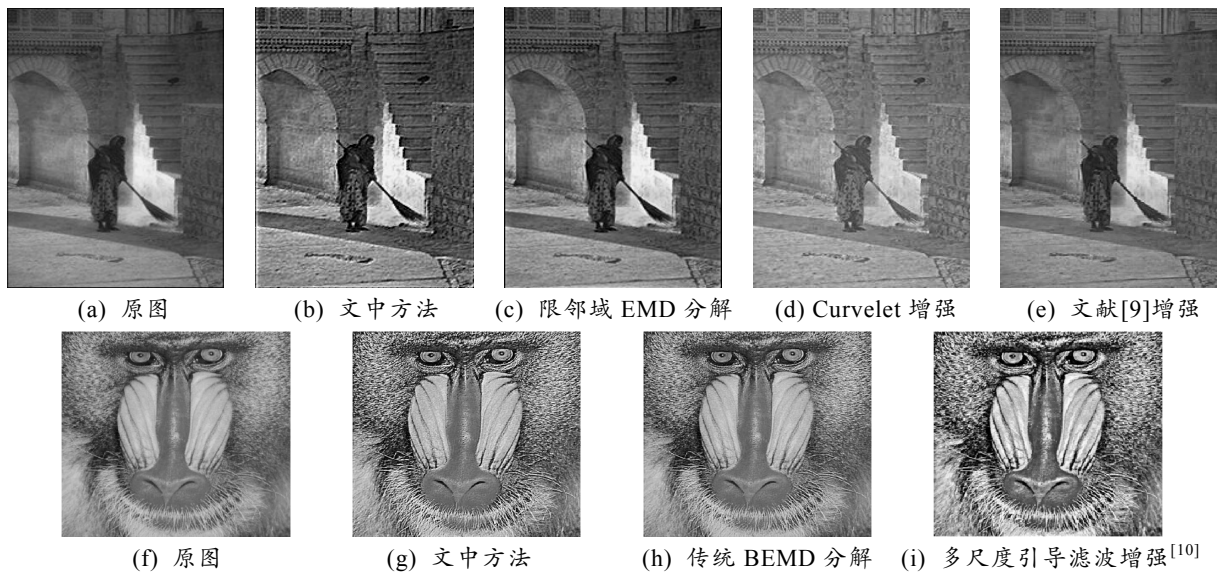 (a) 原图 (b) 文中方法 (c) 限邻域 EMD 分解 (d) Curvelet 增强 (e) 文献[9]增强
(f) 原图 (g) 文中方法 (h) 传统 BEMD 分解 (i) 多尺度引导滤波增强[10]